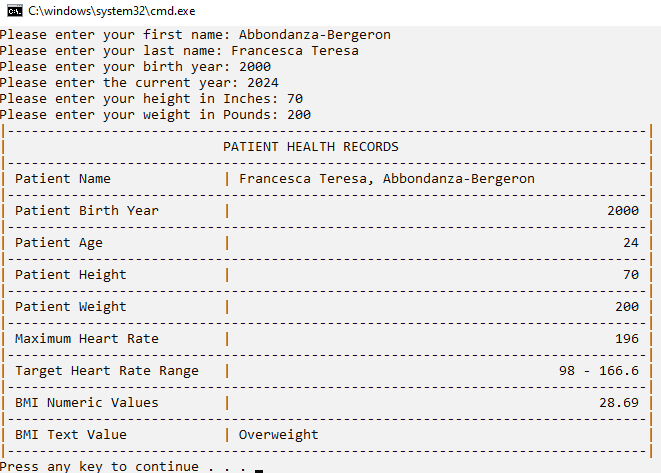 C:\windows\system32\cmd.exe
Please enter your first name: Abbondanza-Bergeron
Please enter your last name: Francesca Teresa
Please enter your birth year: 2000
Please enter the current year: 2024
Please enter your height in Inches: 70
Please enter your weight in Pounds: 200
|--------------------------------------------------------------------------------|
|                           PATIENT HEALTH RECORDS                               |
|--------------------------------------------------------------------------------|
| Patient Name              | Francesca Teresa, Abbondanza-Bergeron              |
|--------------------------------------------------------------------------------|
| Patient Birth Year        |                                               2000 |
|--------------------------------------------------------------------------------|
| Patient Age               |                                                 24 |
|--------------------------------------------------------------------------------|
| Patient Height            |                                                 70 |
|--------------------------------------------------------------------------------|
| Patient Weight            |                                                200 |
|--------------------------------------------------------------------------------|
| Maximum Heart Rate        |                                                196 |
|--------------------------------------------------------------------------------|
| Target Heart Rate Range   |                                         98 - 166.6 |
|--------------------------------------------------------------------------------|
| BMI Numeric Values        |                                              28.69 |
|--------------------------------------------------------------------------------|
| BMI Text Value            | Overweight                                         |
|--------------------------------------------------------------------------------|
Press any key to continue . . .